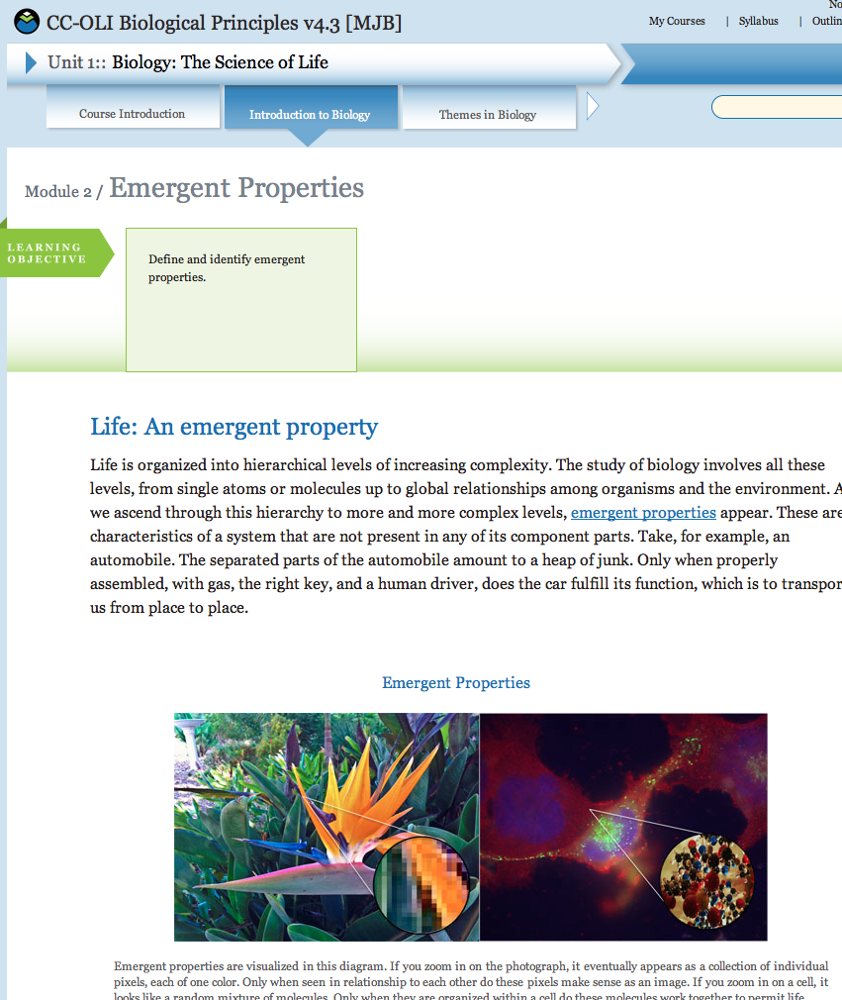 CC-OLI Biological Principles v4.3 [MJB]
No
My Courses | Syllabus | Outlin
Unit 1:: Biology: The Science of Life
Course Introduction
Introduction to Biology
Themes in Biology
Module 2 / Emergent Properties
LEARNING
OBJECTIVE
Define and identify emergent
properties.
Life: An emergent property
Life is organized into hierarchical levels of increasing complexity. The study of biology involves all these
levels, from single atoms or molecules up to global relationships among organisms and the environment. A
we ascend through this hierarchy to more and more complex levels, emergent properties appear. These are
characteristics of a system that are not present in any of its component parts. Take, for example, an
automobile. The separated parts of the automobile amount to a heap of junk. Only when properly
assembled, with gas, the right key, and a human driver, does the car fulfill its function, which is to transpor
us from place to place.
Emergent Properties
Emergent properties are visualized in this diagram. If you zoom in on the photograph, it eventually appears as a collection of individual
pixels, each of one color. Only when seen in relationship to each other do these pixels make sense as an image. If you zoom in on a cell, it
looks like a random mixture of molecules. Only when they are organized within a cell do these molecules work together to permit life.